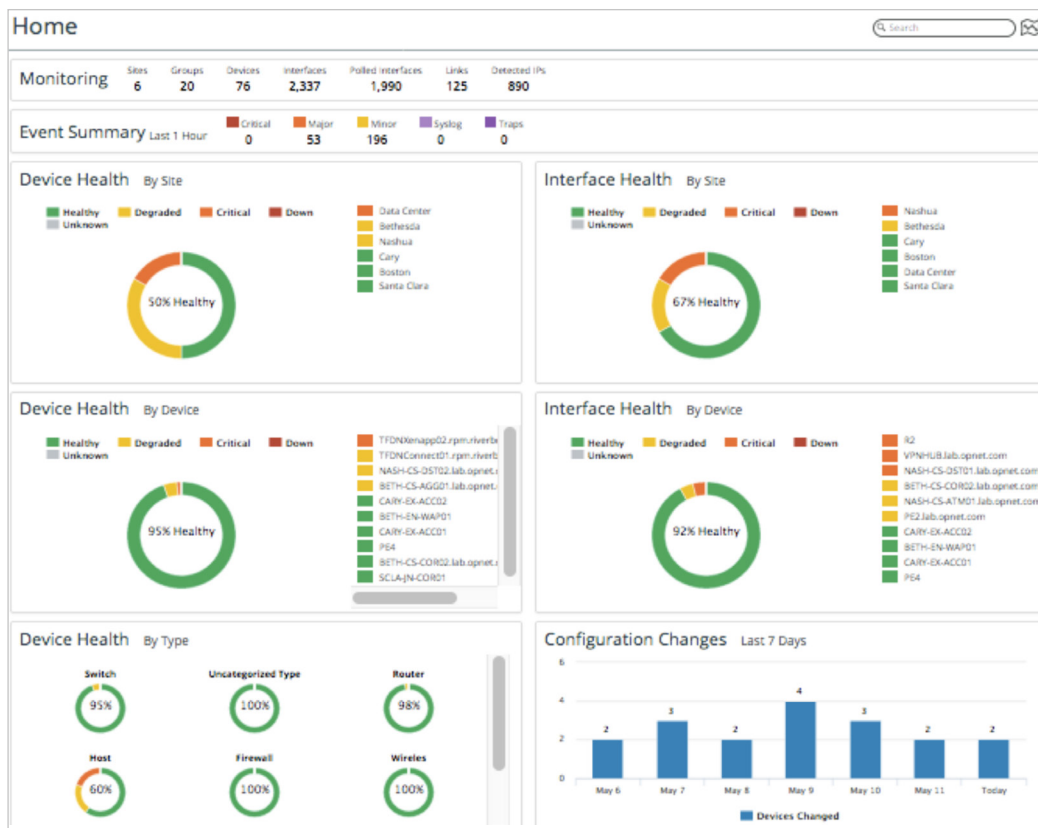 Home
Search
Monitoring
Sites Groups Devices Interfaces Polled Interfaces Links Detected IPs
6 20 76 2,337 1,990 125 890
Event Summary Last 1 Hour
Critical Major Minor Syslog Traps
0 53 196 0 0
Device Health By Site
Healthy Degraded Critical Down
Unknown
50% Healthy
Data Center
Bethesda
Nashua
Cary
Boston
Santa Clara
Interface Health By Site
Healthy Degraded Critical Down
Unknown
67% Healthy
Nashua
Bethesda
Cary
Boston
Data Center
Santa Clara
Device Health By Device
Healthy Degraded Critical Down
Unknown
95% Healthy
TFDNXenapp02.rpm.riverb
TFDNConnect01.rpm.riverb
NASH-CS-DST02.lab.opnet.
BETH-CS-AGG01.lab.opnet.
CARY-EX-ACC02
BETH-EN-WAP01
CARY-EX-ACC01
PE4
BETH-CS-COR02.lab.opnet.
SCLA-JN-COR01
Interface Health By Device
Healthy Degraded Critical Down
Unknown
92% Healthy
R2
VPNHUB.lab.opnet.com
NASH-CS-DST01.lab.opnet.com
BETH-CS-COR02.lab.opnet.com
NASH-CS-ATM01.lab.opnet.com
PE2.lab.opnet.com
CARY-EX-ACC02
BETH-EN-WAP01
CARY-EX-ACC01
PE4
Device Health By Type
Switch Uncategorized Type Router
95% 100% 98%
Host Firewall Wireles
60% 100% 100%
Configuration Changes Last 7 Days
6
4
2
0
2 3 2 4 3 2 2
May 6 May 7 May 8 May 9 May 10 May 11 Today
Devices Changed